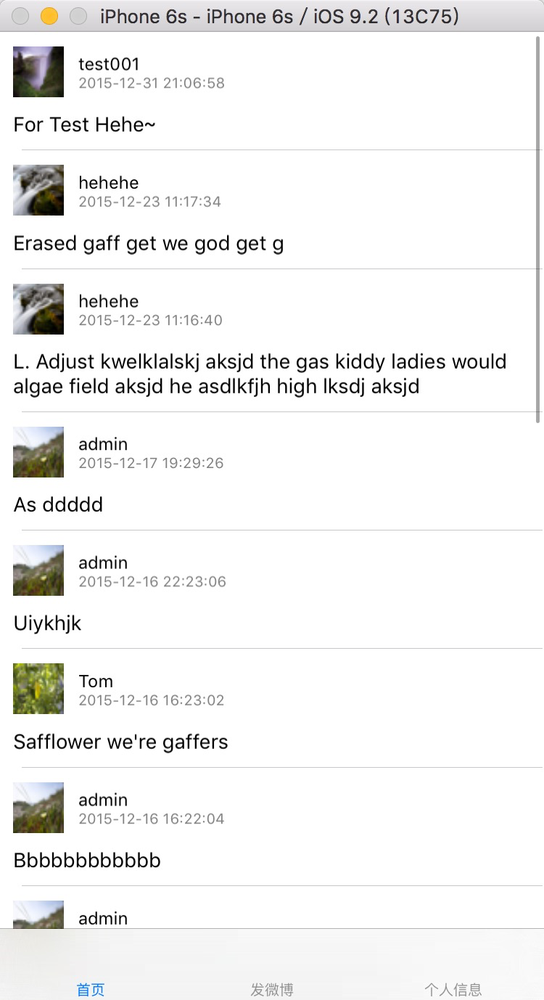 iPhone 6s - iPhone 6s / iOS 9.2 (13C75)
test001
2015-12-31 21:06:58
For Test Hehe~
hehehe
2015-12-23 11:17:34
Erased gaff get we god get g
hehehe
2015-12-23 11:16:40
L. Adjust kwelklalskj aksjd the gas kiddy ladies would
algae field aksjd he asdlkfjh high lksdj aksjd
admin
2015-12-17 19:29:26
As ddddd
admin
2015-12-16 22:23:06
Uiykhjk
Tom
2015-12-16 16:23:02
Safflower we're gaffers
admin
2015-12-16 16:22:04
Bbbbbbbbbbbb
admin
首页 发微博 个人信息